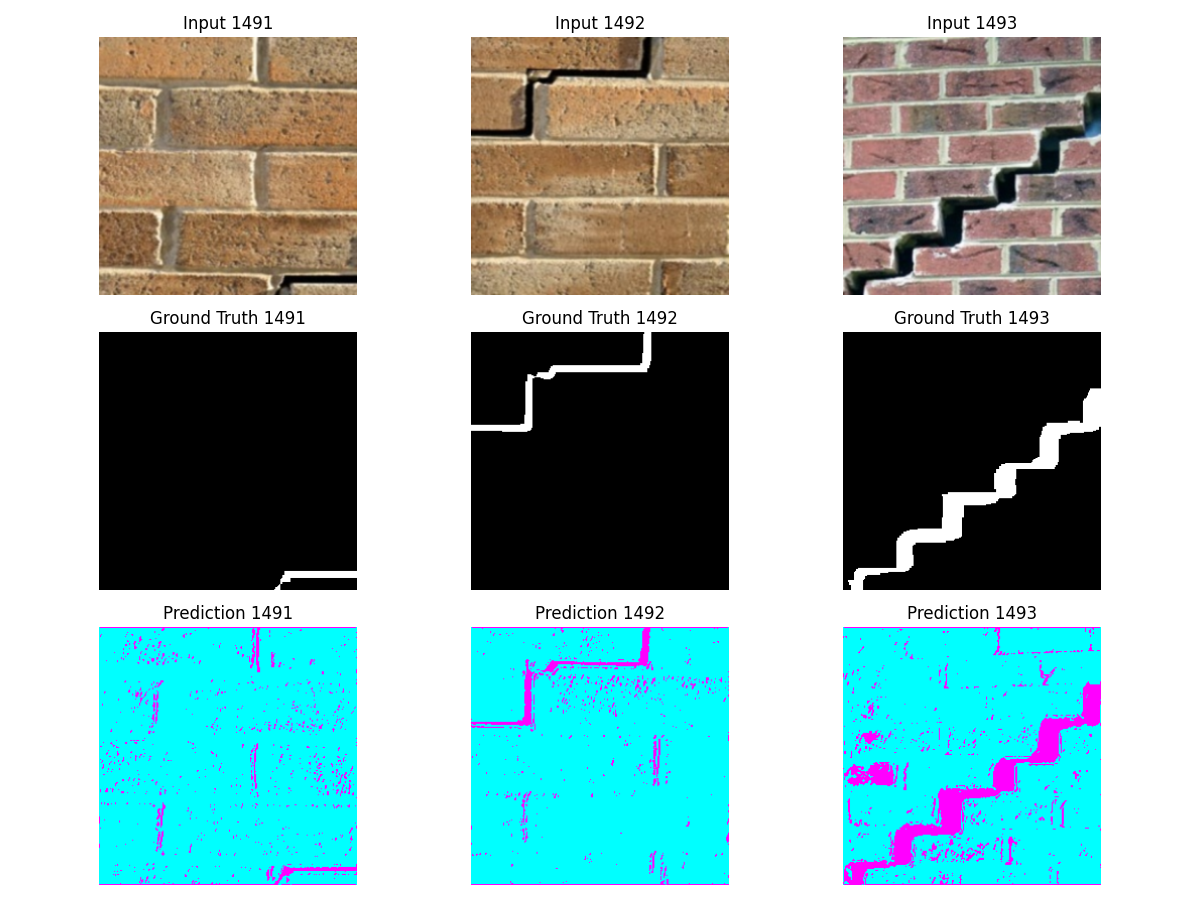 Input 1491
Input 1492
Input 1493
Ground Truth 1491
Ground Truth 1492
Ground Truth 1493
Prediction 1491
Prediction 1492
Prediction 1493